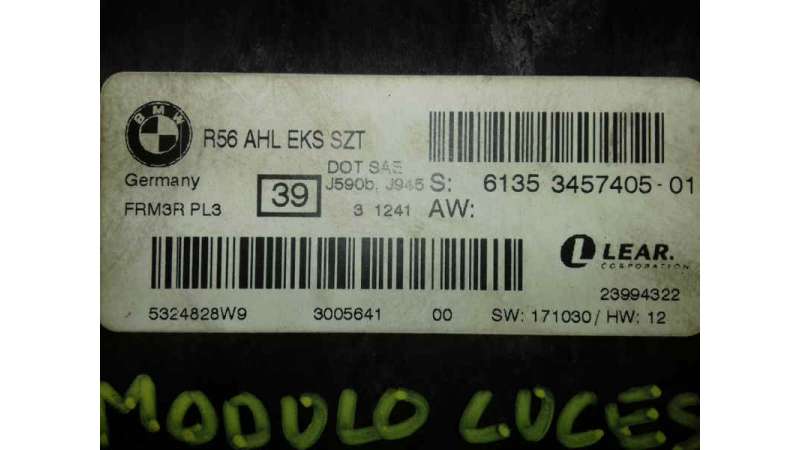 BMW
R56 AHL EKS SZT
Germany
39
DOT SAE
J590b, J945
S: 6135 3457405-01
FRM3R PL3
3 1241
AW:
LEAR.
CORPORATION
23994322
5324828W9 3005641 00 SW: 171030/ HW: 12
MODULO LUCES